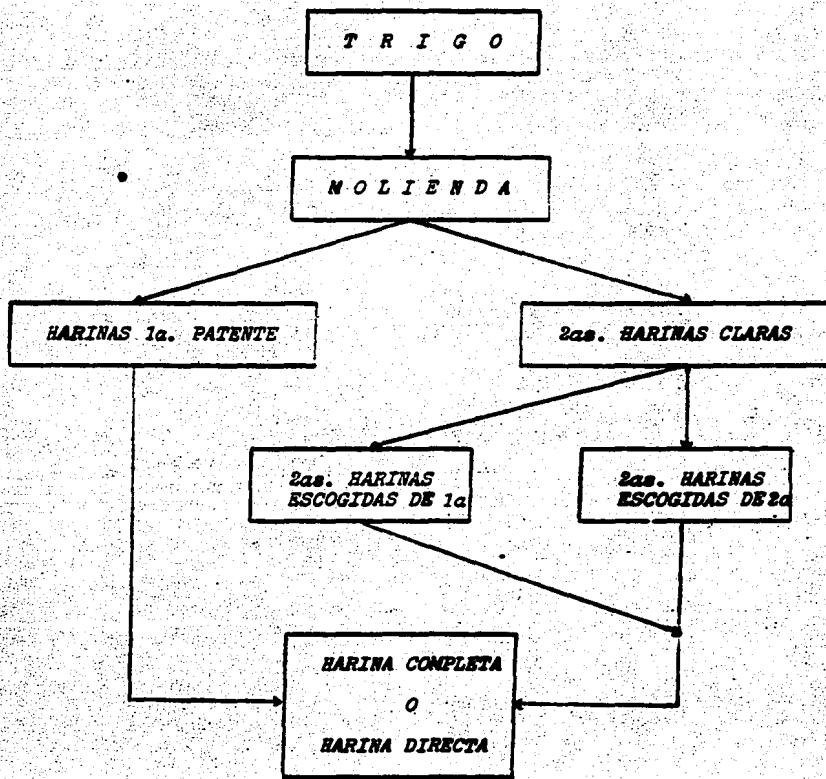 T R I G O
M O L I E N D A
HARINAS 1a. PATENTE
2as. HARINAS CLARAS
2as. HARINAS
ESCOGIDAS DE 1a
2as. HARINAS
ESCOGIDAS DE 2a
HARINA COMPLETA
O
HARINA DIRECTA